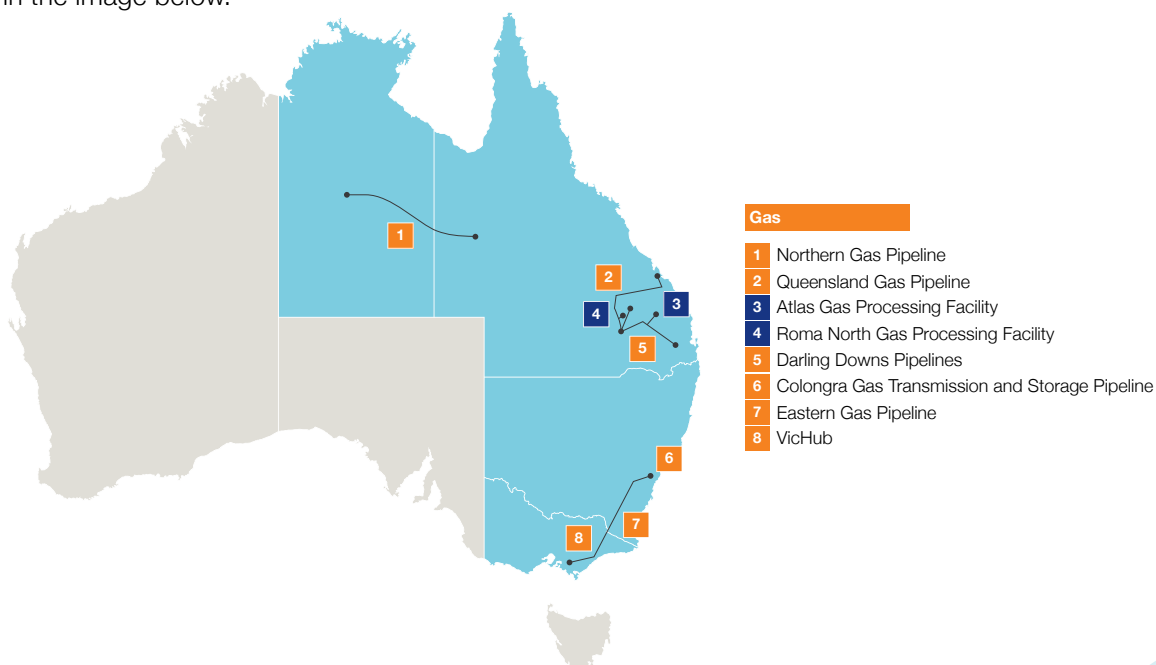 in the image below.
1
2
3
4
5
6
7
8
Gas
1 Northern Gas Pipeline
2 Queensland Gas Pipeline
3 Atlas Gas Processing Facility
4 Roma North Gas Processing Facility
5 Darling Downs Pipelines
6 Colongra Gas Transmission and Storage Pipeline
7 Eastern Gas Pipeline
8 VicHub